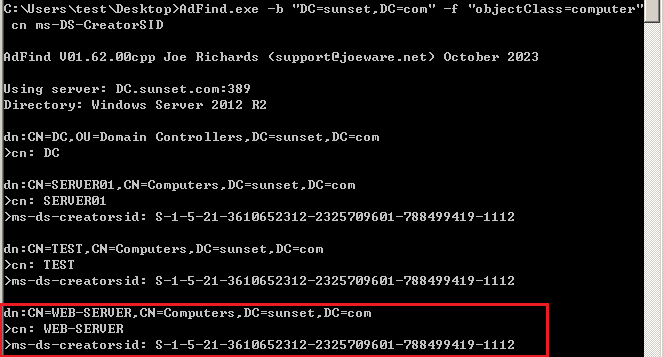 C:\Users\test\Desktop>AdFind.exe -b "DC=sunset,DC=com" -f "objectClass=computer"
 cn ms-DS-CreatorSID
AdFind V01.62.00cpp Joe Richards (support@joeware.net) October 2023
Using server: DC.sunset.com:389
Directory: Windows Server 2012 R2
dn:CN=DC,OU=Domain Controllers,DC=sunset,DC=com
>cn: DC
dn:CN=SERVER01,CN=Computers,DC=sunset,DC=com
>cn: SERVER01
>ms-ds-creatorsid: S-1-5-21-3610652312-2325709601-788499419-1112
dn:CN=TEST,CN=Computers,DC=sunset,DC=com
>cn: TEST
>ms-ds-creatorsid: S-1-5-21-3610652312-2325709601-788499419-1112
dn:CN=WEB-SERVER,CN=Computers,DC=sunset,DC=com
>cn: WEB-SERVER
>ms-ds-creatorsid: S-1-5-21-3610652312-2325709601-788499419-1112